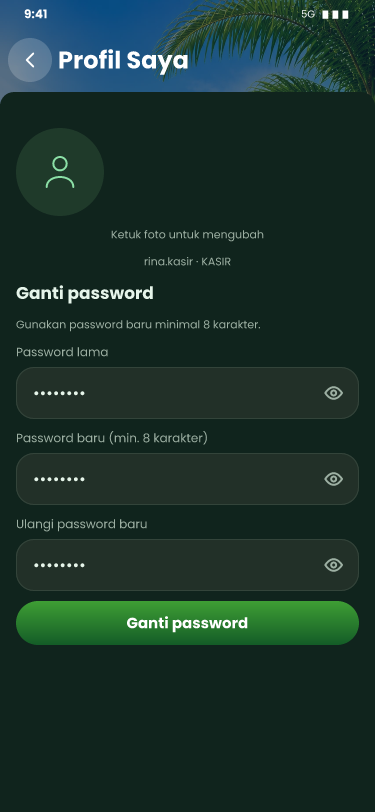 9:41
5G
Profil Saya
Ketuk foto untuk mengubah
rina.kasir · KASIR
Ganti password
Gunakan password baru minimal 8 karakter.
Password lama
••••••••
Password baru (min. 8 karakter)
••••••••
Ulangi password baru
••••••••
Ganti password